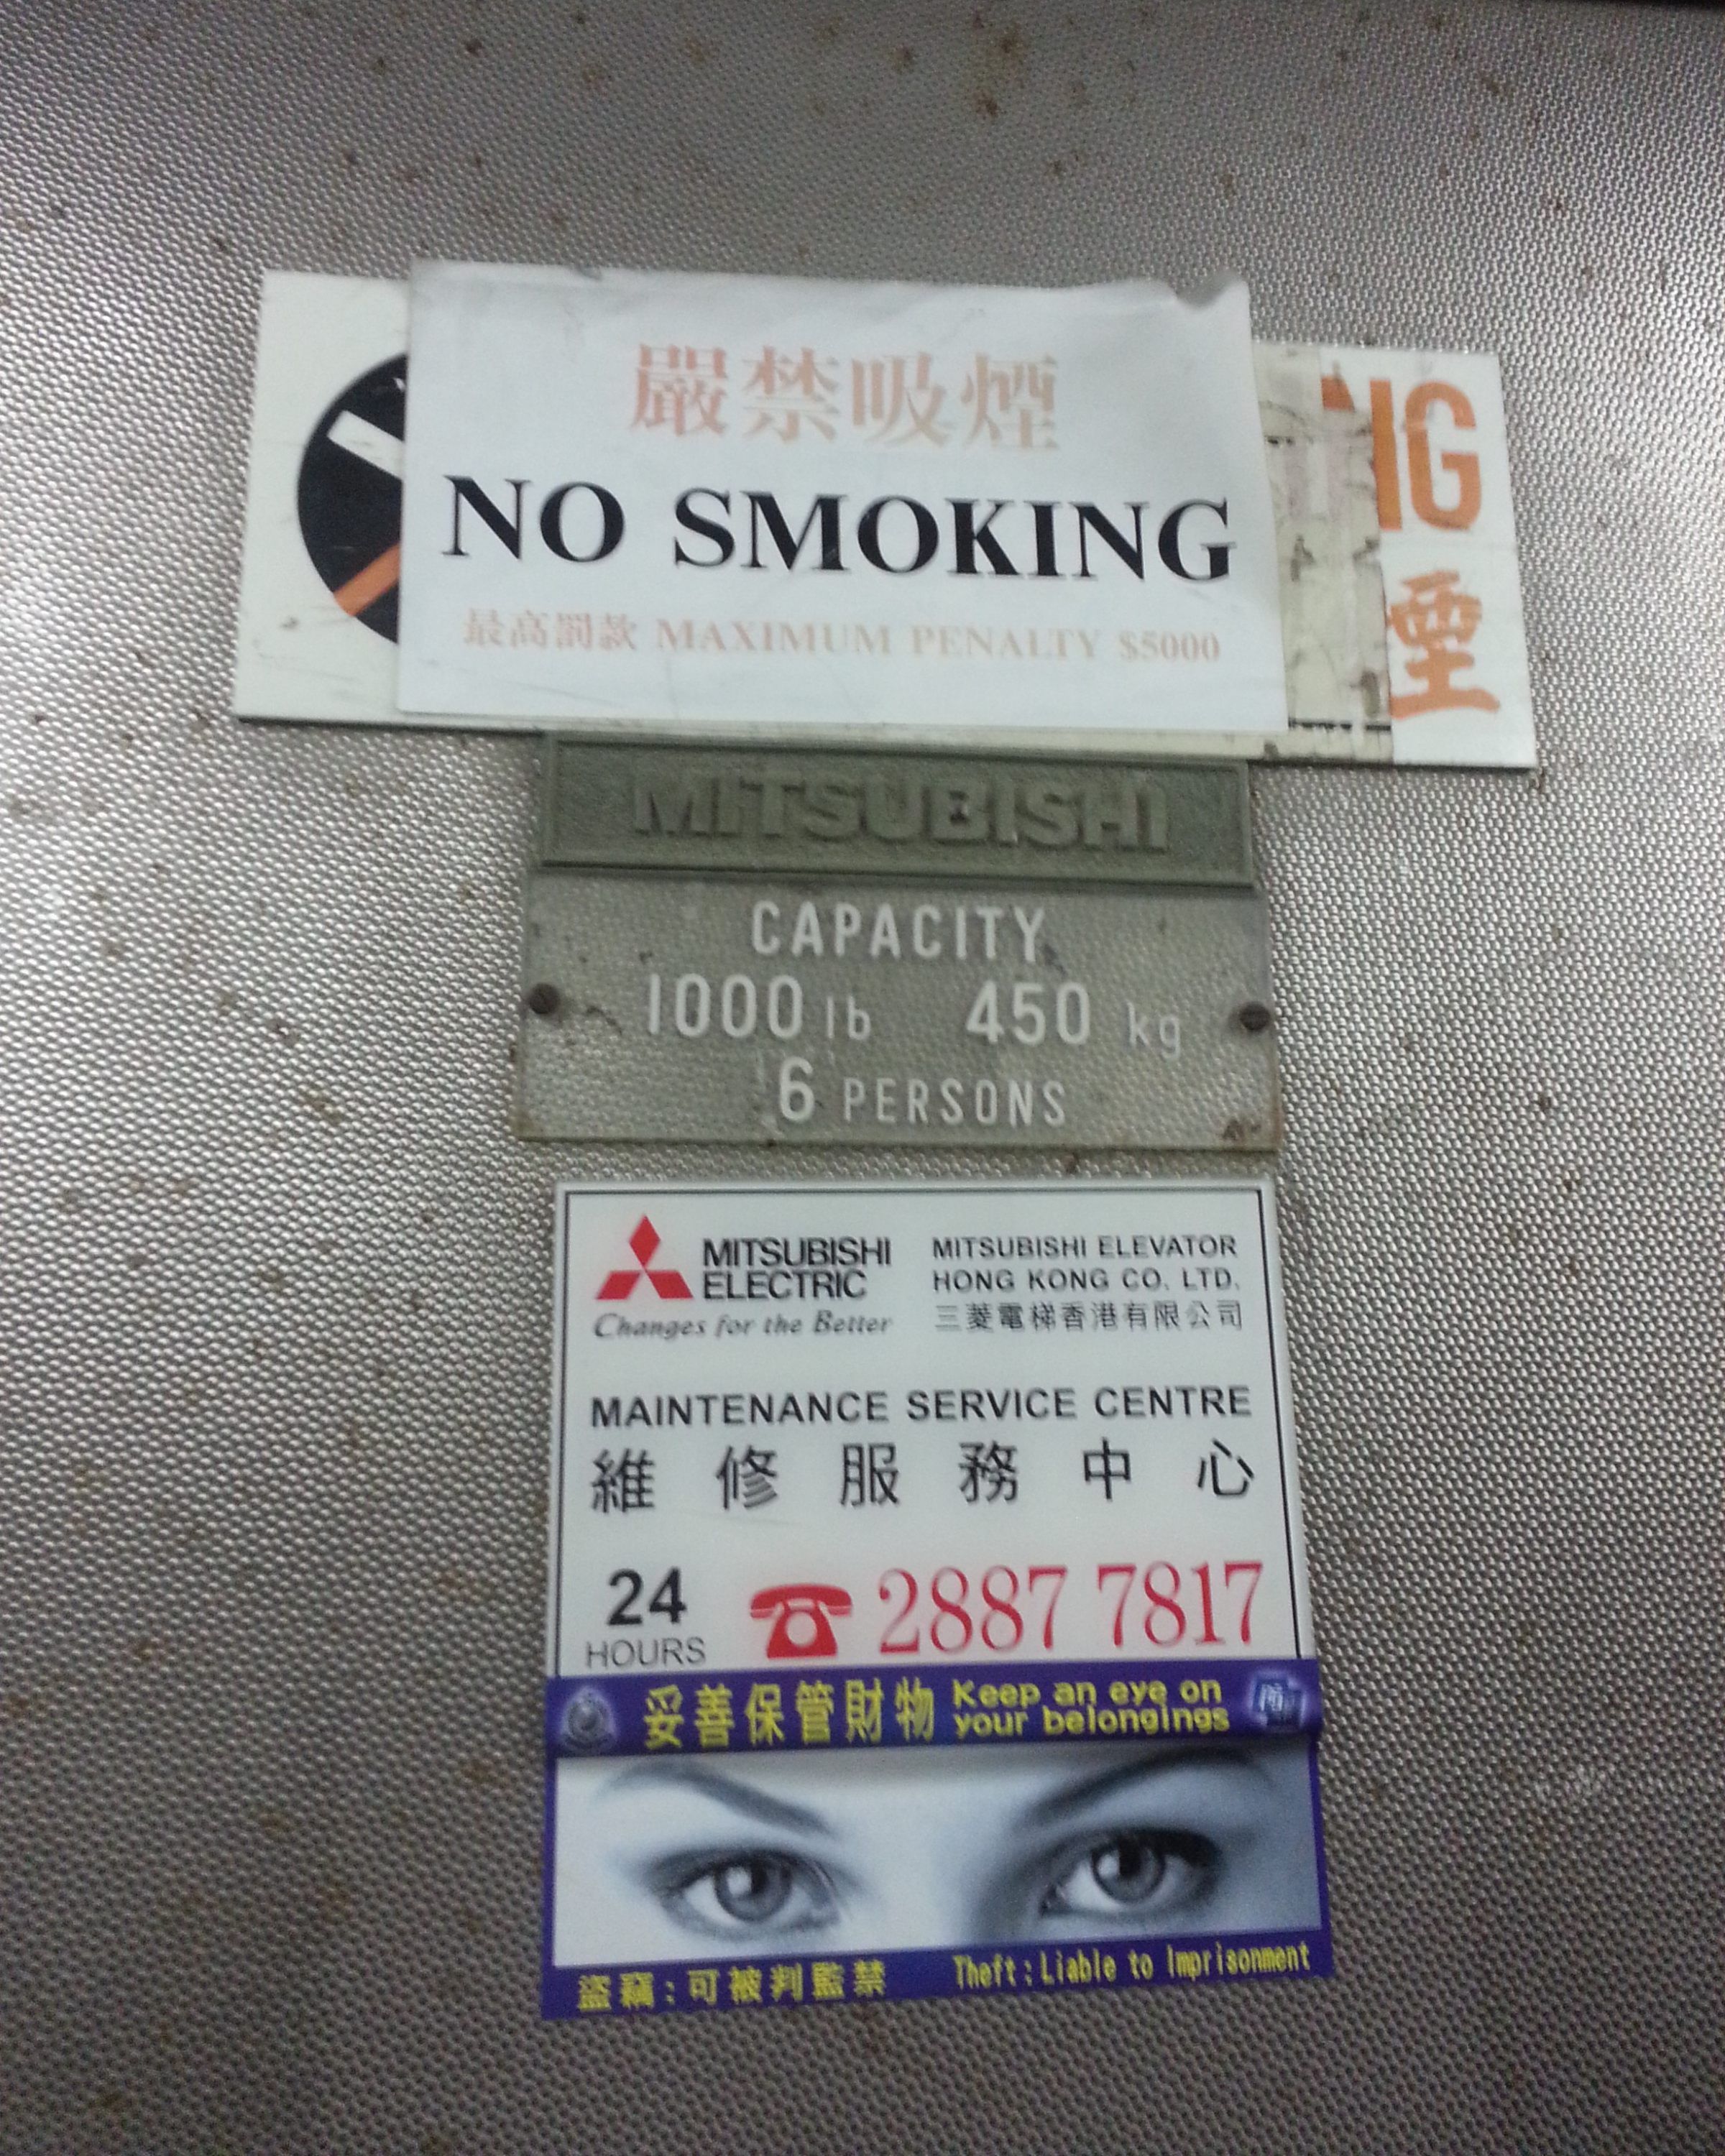 嚴禁吸煙
NO SMOKING
最高罰款 MAXIMUM PENALTY $5000
NG
煙
MITSUBISHI
CAPACITY
1000 lb 450 kg
6 PERSONS
MITSUBISHI
ELECTRIC
Changes for the Better
MITSUBISHI ELEVATOR
HONG KONG CO. LTD.
三菱電梯香港有限公司
MAINTENANCE SERVICE CENTRE
維修服務中心
24
HOURS
2887 7817
妥善保管財物
Keep an eye on
your belongings
盜竊:可被判監禁
Theft:Liable to Imprisonment